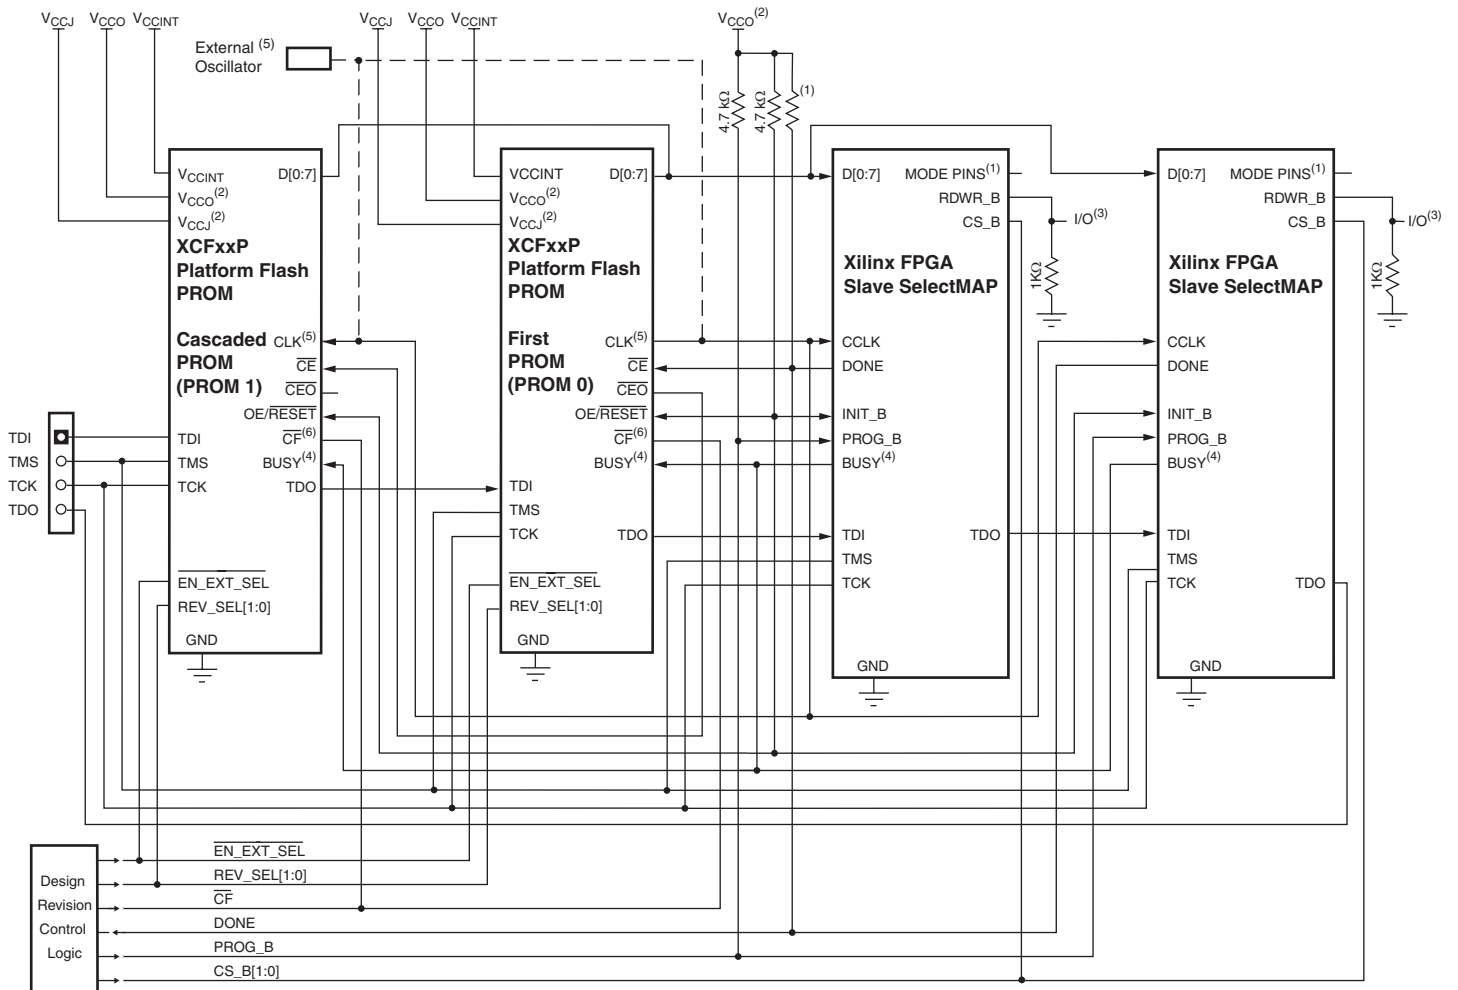 VCCJ VCCO VCCINT
VCCJ VCCO VCCINT
VCCO(2)
External (5)
Oscillator
4.7 kΩ
4.7 kΩ
(1)
VCCINT
VCCO(2)
VCCJ(2)
D[0:7]
XCFxxP
Platform Flash
PROM
Cascaded
PROM
(PROM 1)
CLK(5)
CE
CEO
OE/RESET
CF(6)
BUSY(4)
TDO
TDI
TMS
TCK
EN_EXT_SEL
REV_SEL[1:0]
GND
TDI
TMS
TCK
TDO
VCCINT
VCCO(2)
VCCJ(2)
D[0:7]
XCFxxP
Platform Flash
PROM
First
PROM
(PROM 0)
CLK(5)
CE
CEO
OE/RESET
CF(6)
BUSY(4)
TDI
TMS
TCK
TDO
EN_EXT_SEL
REV_SEL[1:0]
GND
D[0:7]
MODE PINS(1)
RDWR_B
CS_B
I/O(3)
1KΩ
Xilinx FPGA
Slave SelectMAP
CCLK
DONE
INIT_B
PROG_B
BUSY(4)
TDI
TMS
TCK
TDO
GND
D[0:7]
MODE PINS(1)
RDWR_B
CS_B
I/O(3)
1KΩ
Xilinx FPGA
Slave SelectMAP
CCLK
DONE
INIT_B
PROG_B
BUSY(4)
TDI
TMS
TCK
TDO
GND
Design
Revision
Control
Logic
EN_EXT_SEL
REV_SEL[1:0]
CF
DONE
PROG_B
CS_B[1:0]